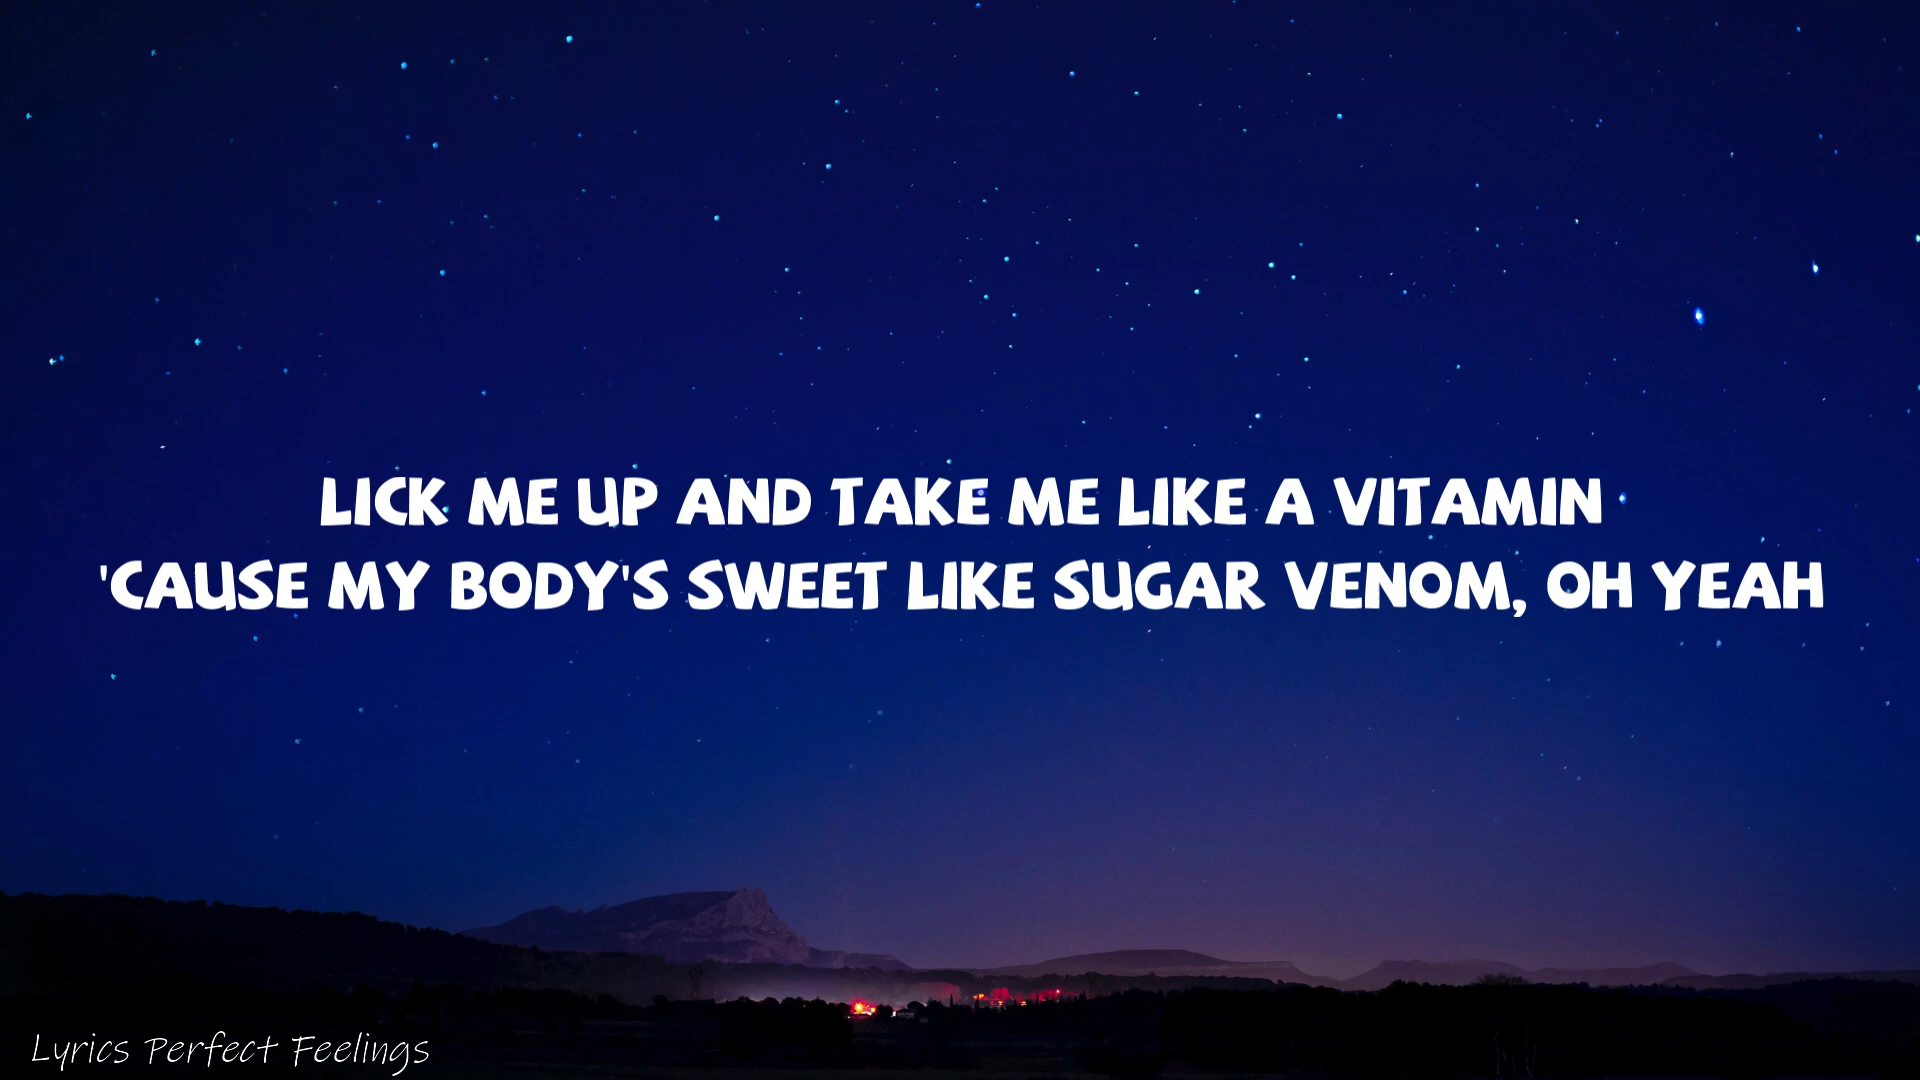 LICK ME UP AND TAKE ME LIKE A VITAMIN
'CAUSE MY BODY'S SWEET LIKE SUGAR VENOM, OH YEAH
Lyrics Perfect Feelings